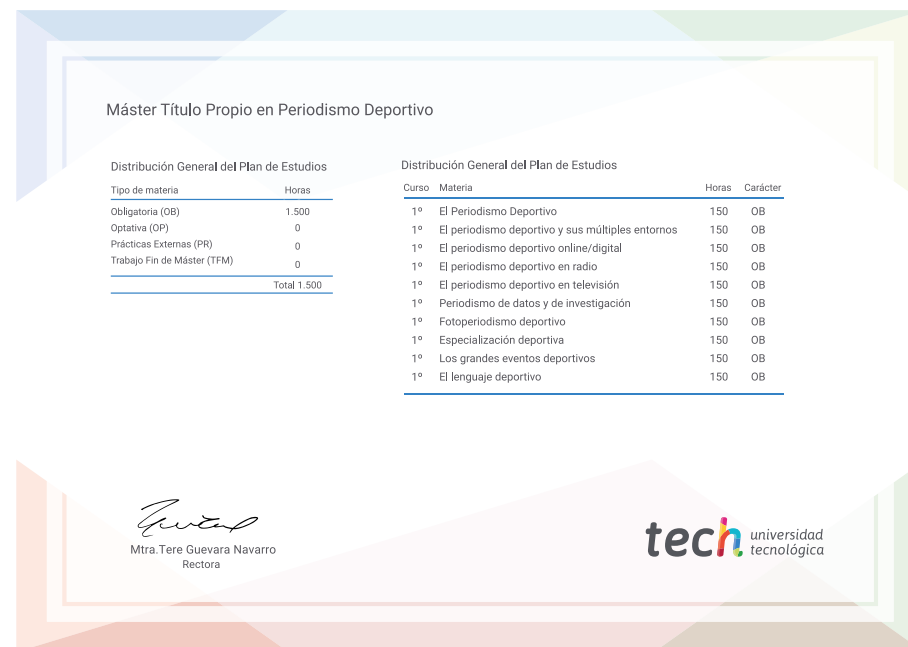 Máster Título Propio en Periodismo Deportivo
Distribución General del Plan de Estudios
Tipo de materia Horas
Obligatoria (OB) 1.500
Optativa (OP) 0
Prácticas Externas (PR) 0
Trabajo Fin de Máster (TFM) 0
Total 1.500
Distribución General del Plan de Estudios
Curso Materia Horas Carácter
1º El Periodismo Deportivo 150 OB
1º El periodismo deportivo y sus múltiples entornos 150 OB
1º El periodismo deportivo online/digital 150 OB
1º El periodismo deportivo en radio 150 OB
1º El periodismo deportivo en televisión 150 OB
1º Periodismo de datos y de investigación 150 OB
1º Fotoperiodismo deportivo 150 OB
1º Especialización deportiva 150 OB
1º Los grandes eventos deportivos 150 OB
1º El lenguaje deportivo 150 OB
Mtra.Tere Guevara Navarro
Rectora
tech universidad
tecnológica